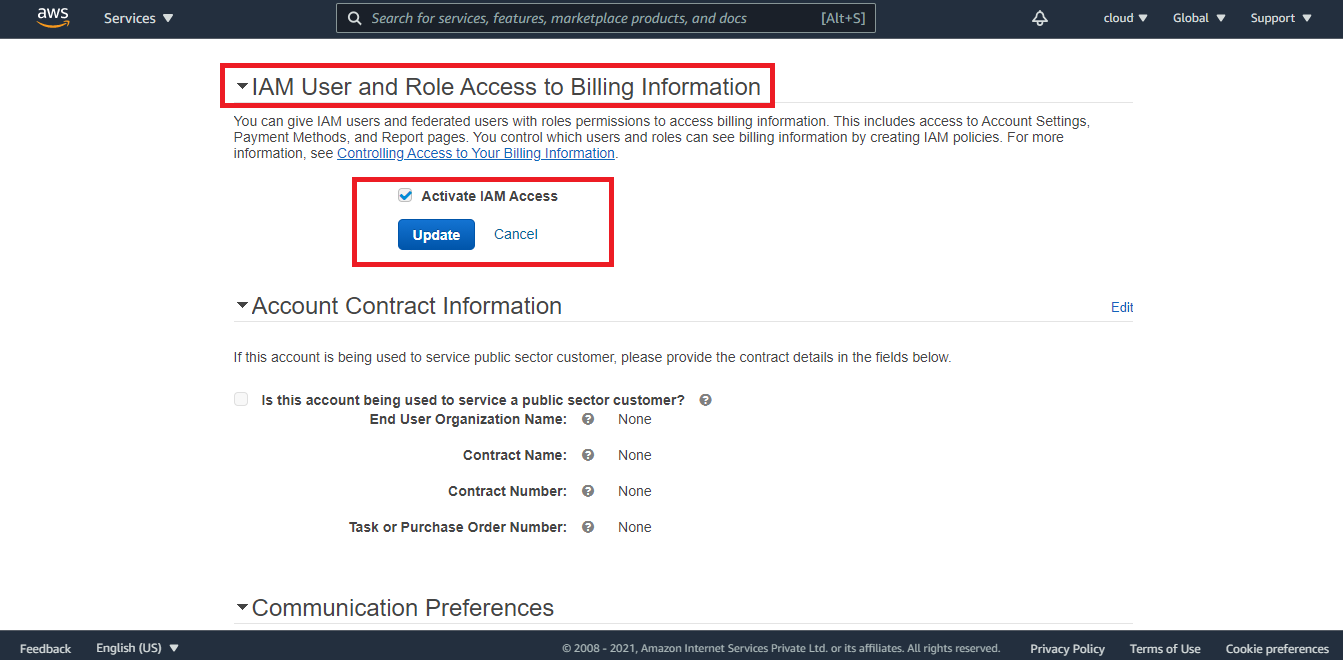 aws
Services
Search for services, features, marketplace products, and docs
[Alt+S]
cloud
Global
Support
IAM User and Role Access to Billing Information
You can give IAM users and federated users with roles permissions to access billing information. This includes access to Account Settings,
Payment Methods, and Report pages. You control which users and roles can see billing information by creating IAM policies. For more
information, see Controlling Access to Your Billing Information.
Activate IAM Access
Update Cancel
Account Contract Information
Edit
If this account is being used to service public sector customer, please provide the contract details in the fields below.
Is this account being used to service a public sector customer? ?
End User Organization Name: ? None
Contract Name: ? None
Contract Number: ? None
Task or Purchase Order Number: ? None
Communication Preferences
Feedback
English (US)
© 2008 - 2021, Amazon Internet Services Private Ltd. or its affiliates. All rights reserved.
Privacy Policy
Terms of Use
Cookie preferences